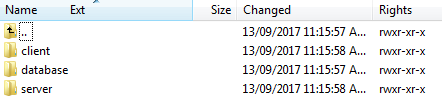 Name Ext Size Changed Rights
.. 13/09/2017 11:15:57 A... rwxr-xr-x
client 13/09/2017 11:15:58 A... rwxr-xr-x
database 13/09/2017 11:15:57 A... rwxr-xr-x
server 13/09/2017 11:15:58 A... rwxr-xr-x